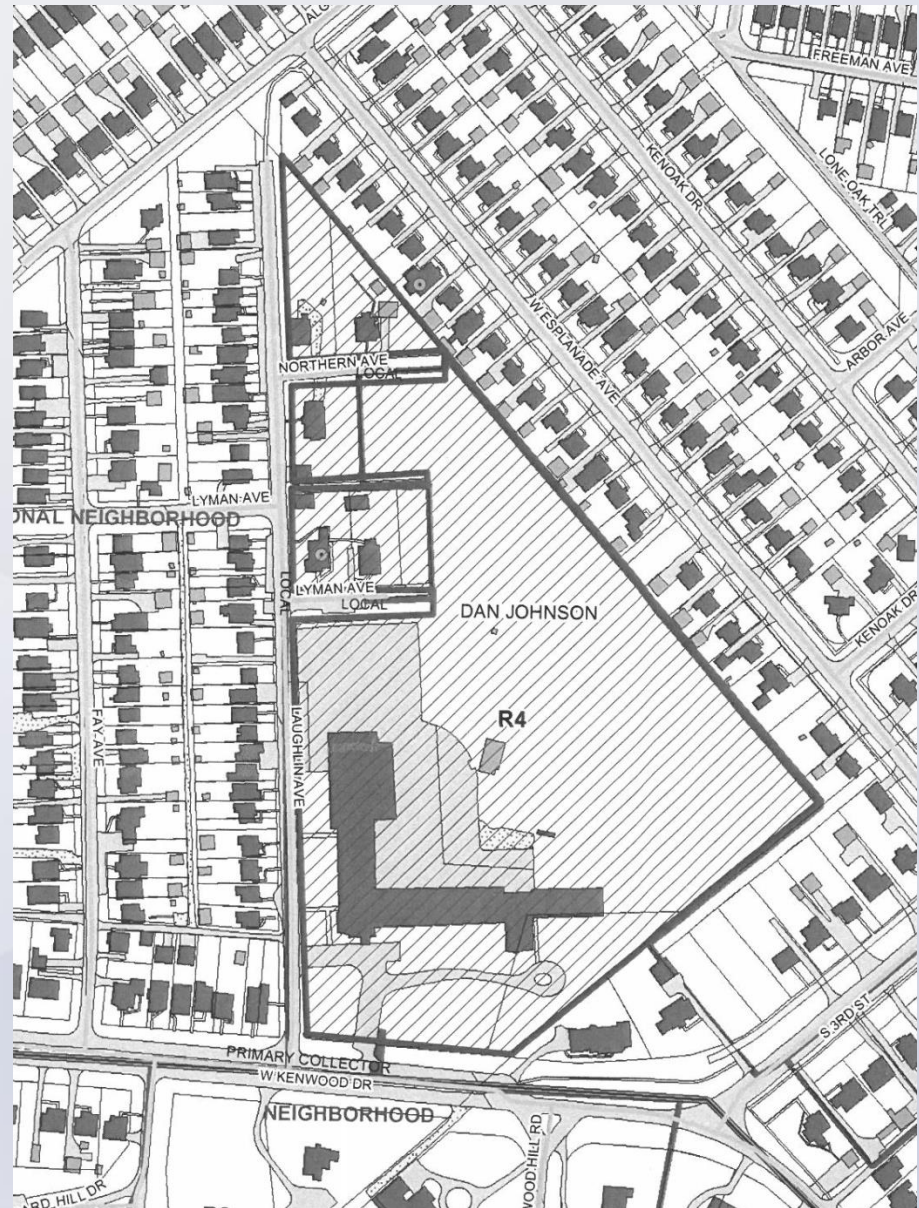 FREEMAN AVE
KENOAK DR
LONE OAK TRL
W ESPLANADE AVE
ARBOR AVE
NORTHERN AVE
LOCAL
LYMAN AVE
ONAL NEIGHBORHOOD
LOCAL
LYMAN AVE
LOCAL
DAN JOHNSON
KENOAK DR
R4
FAY AVE
LAUGHLIN AVE
S 3RD ST
PRIMARY COLLECTOR
W KENWOOD DR
NEIGHBORHOOD
WOOD HILL RD
ARD HILL DR